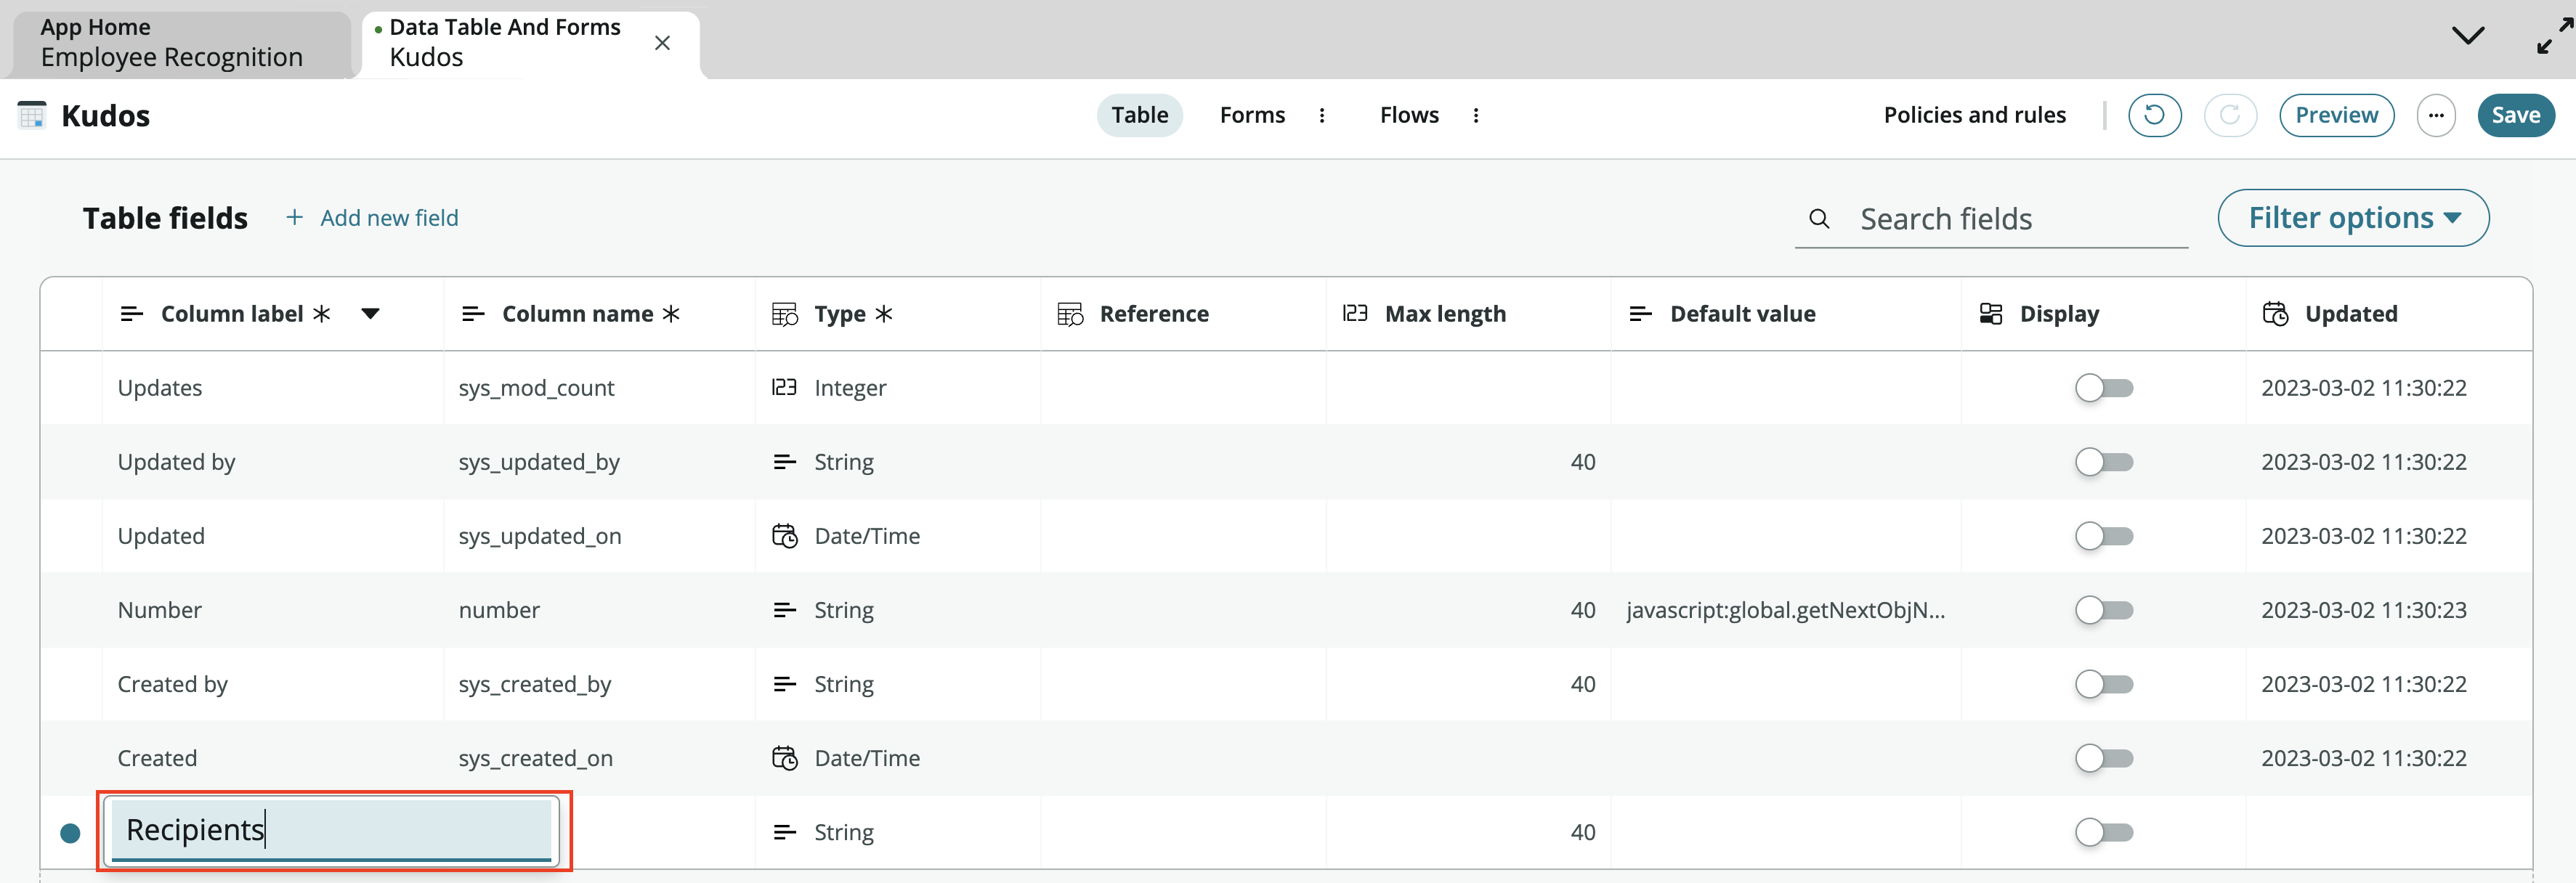 App Home
Employee Recognition
Data Table And Forms
Kudos
Kudos
Table Forms Flows Policies and rules Preview Save
Table fields + Add new field Search fields Filter options
Column label * Column name * Type * Reference Max length Default value Display Updated
Updates sys_mod_count Integer 2023-03-02 11:30:22
Updated by sys_updated_by String 40 2023-03-02 11:30:22
Updated sys_updated_on Date/Time 2023-03-02 11:30:22
Number number String 40 javascript:global.getNextObjN... 2023-03-02 11:30:23
Created by sys_created_by String 40 2023-03-02 11:30:22
Created sys_created_on Date/Time 2023-03-02 11:30:22
Recipients String 40